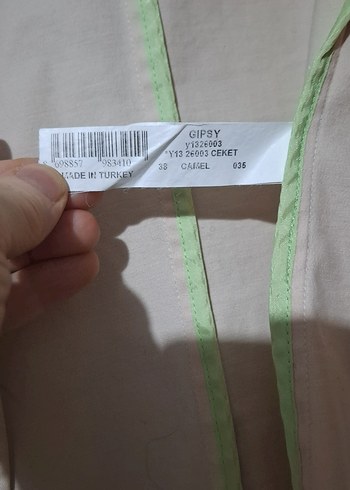 GIPSY
y1326003
Y13 26003 CEKET
38 CAMEL 035
698857 983410
MADE IN TURKEY